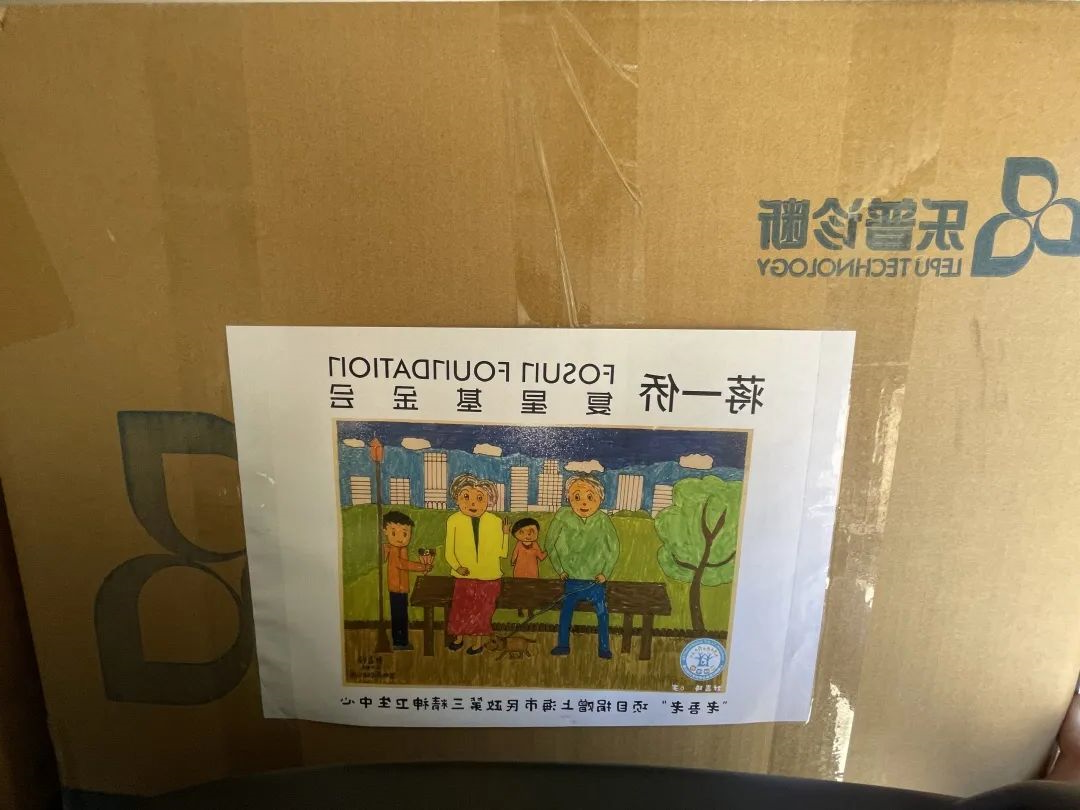 乐普诊断
LEPU TECHNOLOGY
蒋一侨
FOSUN FOUNDATION
复星基金会
“老吾老”项目捐赠上海市民政第三精神卫生中心